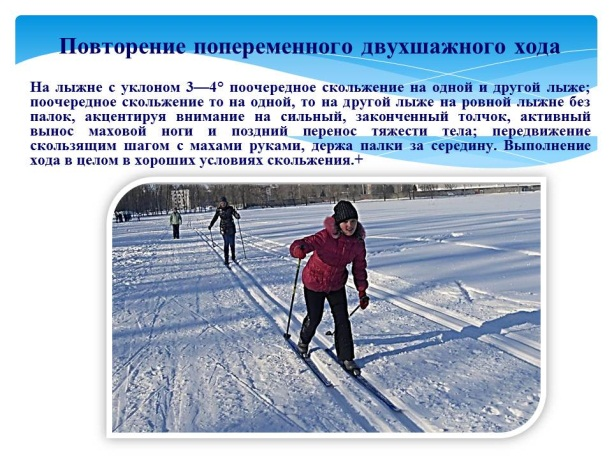 Повторение попеременного двухшажного хода
На лыжне с уклоном 3—4° поочередное скольжение на одной и другой лыже;
поочередное скольжение то на одной, то на другой лыже на ровной лыжне без
палок, акцентируя внимание на сильный, законченный толчок, активный
вынос маховой ноги и поздний перенос тяжести тела; передвижение
скользящим шагом с махами руками, держа палки за середину. Выполнение
хода в целом в хороших условиях скольжения.+